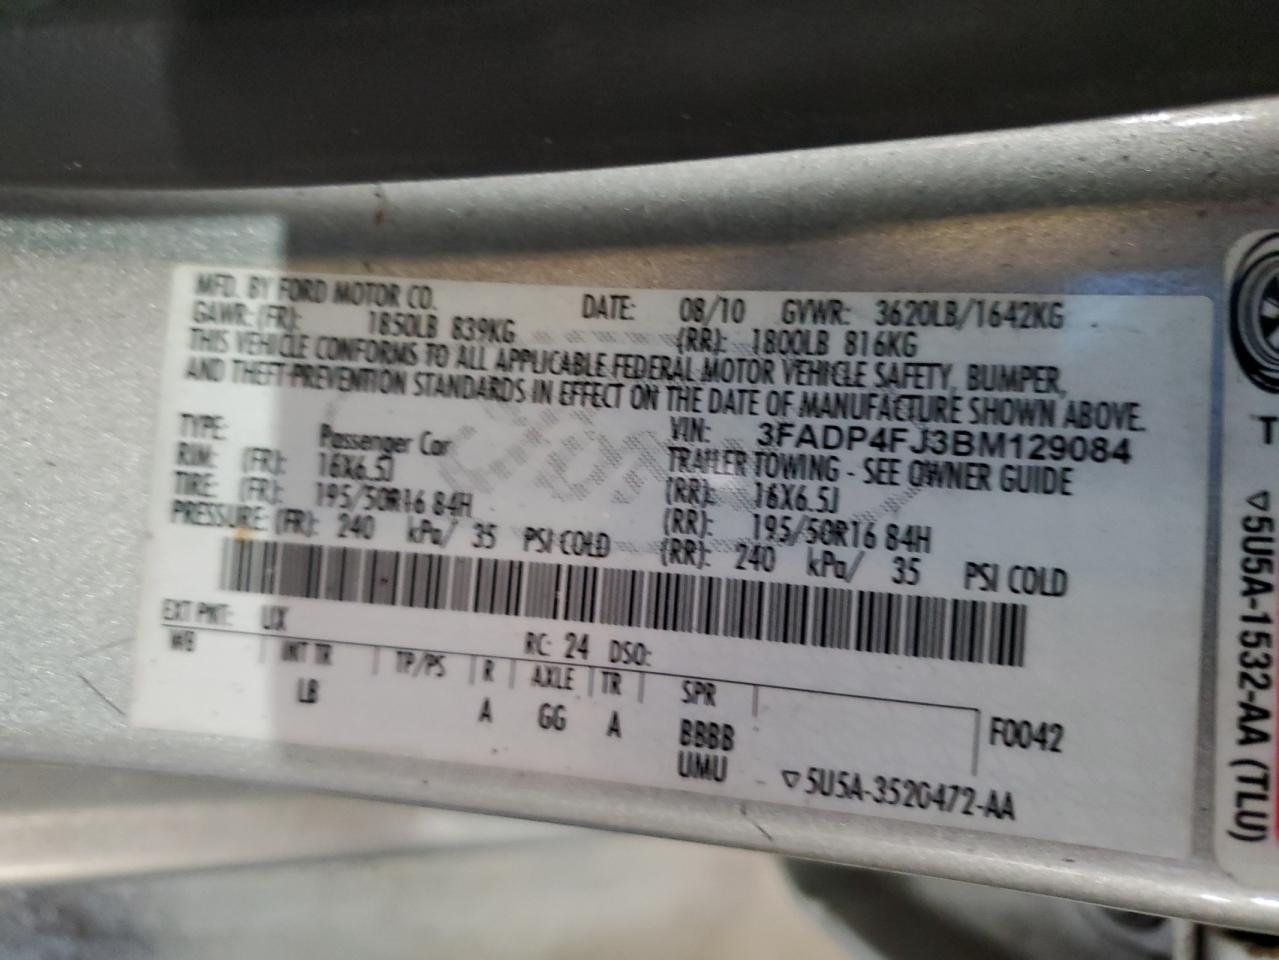 MFD. BY FORD MOTOR CO. DATE: 08/10 GVWR: 3620LB/1642KG
GAWR: (FR): 1850LB 839KG (RR): 1800LB 816KG
THIS VEHICLE CONFORMS TO ALL APPLICABLE FEDERAL MOTOR VEHICLE SAFETY, BUMPER,
AND THEFT PREVENTION STANDARDS IN EFFECT ON THE DATE OF MANUFACTURE SHOWN ABOVE.
VIN: 3FADP4FJ3BM129084
TYPE: Passenger Car TRAILER TOWING - SEE OWNER GUIDE
RIM: (FR): 16X6.5J (RR): 16X6.5J
TIRE: (FR): 195/50R16 84H (RR): 195/50R16 84H
PRESSURE (FR): 240 kPa/ 35 PSI COLD (RR): 240 kPa/ 35 PSI COLD
EXT PNT: UX RC: 24 DSO:
WB INT TR TP/PS R AXLE TR SPR
LB A GG A BBBB F0042
UMU
▽5U5A-3520472-AA
T
▽5U5A-1532-AA (TLU)